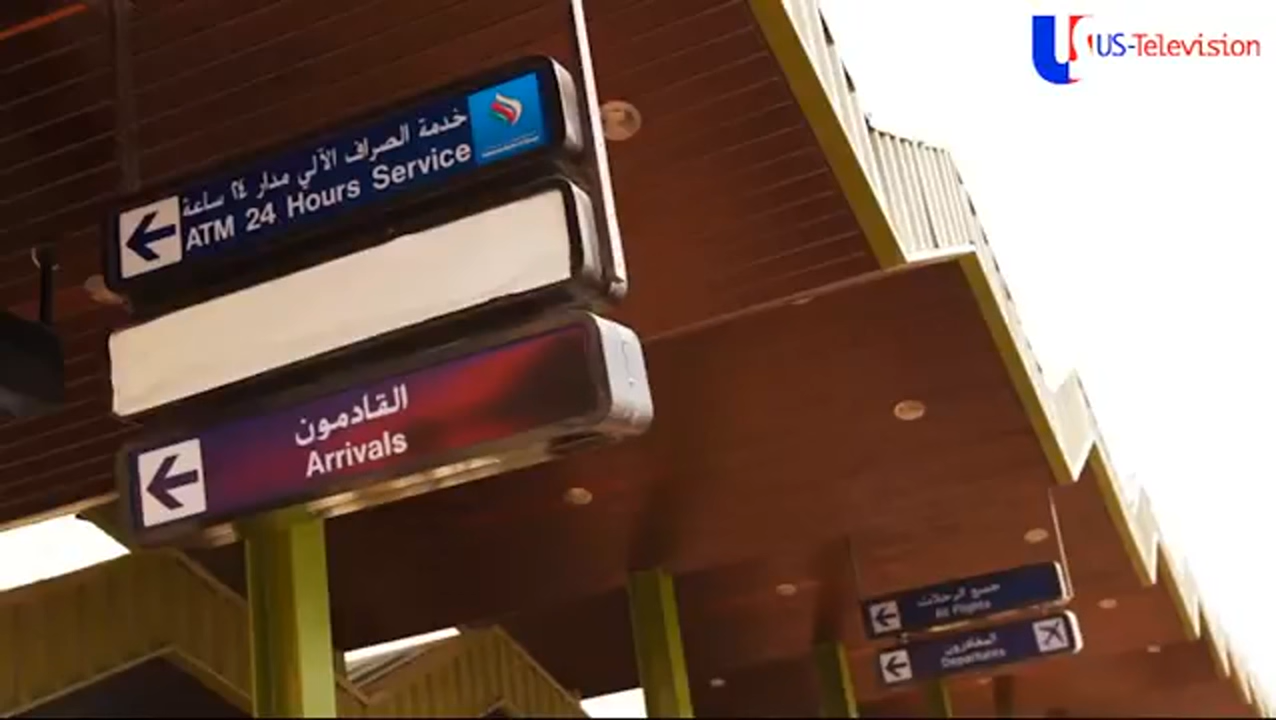 US-Television
خدمة الصراف الآلي مدار ٢٤ ساعة
ATM 24 Hours Service
القادمون
Arrivals
جميع الرحلات
All Flights
المغادرون
Departures